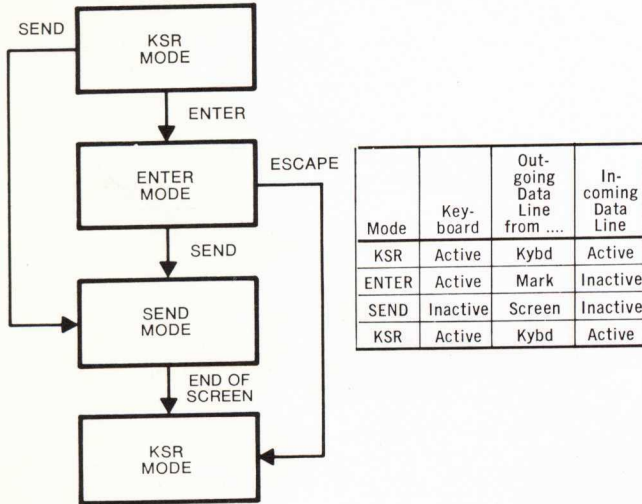 SEND
KSR
MODE
ENTER
ENTER
MODE
ESCAPE
SEND
SEND
MODE
END OF
SCREEN
KSR
MODE
Mode Key-
board Out-
going
Data
Line
from .... In-
coming
Data
Line
KSR Active Kybd Active
ENTER Active Mark Inactive
SEND Inactive Screen Inactive
KSR Active Kybd Active